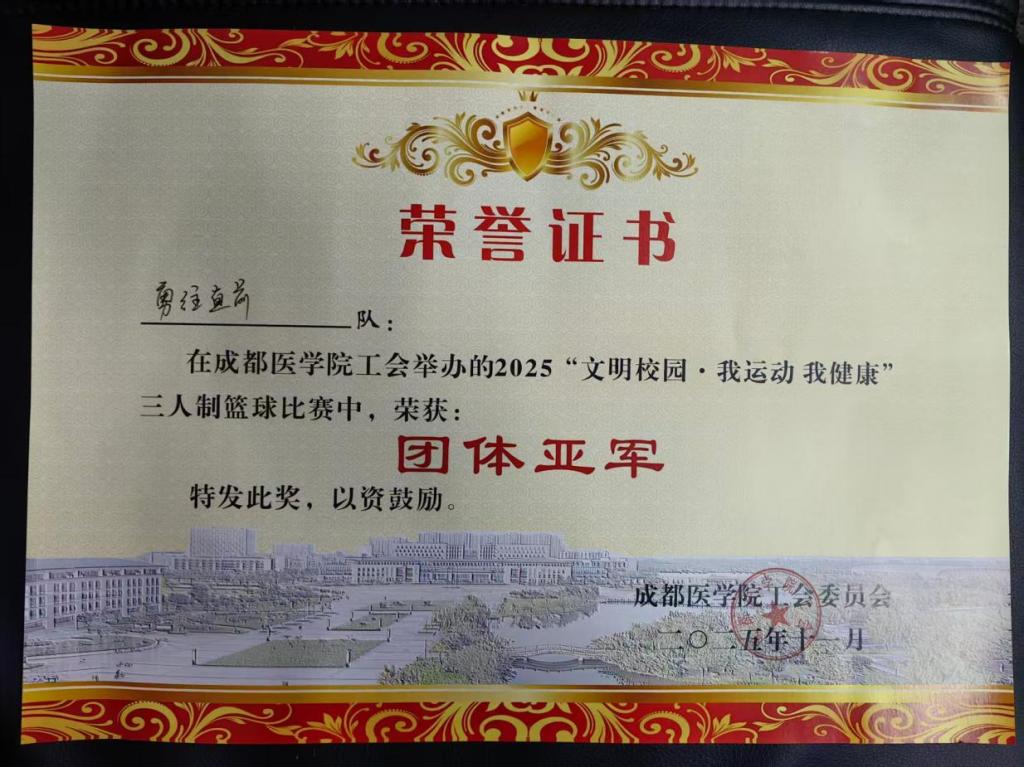 荣誉证书
勇往直前队：
在成都医学院工会举办的2025“文明校园·我运动 我健康”
三人制篮球比赛中，荣获：
团体亚军
特发此奖，以资鼓励。
成都医学院工会委员会
二〇二五年十一月